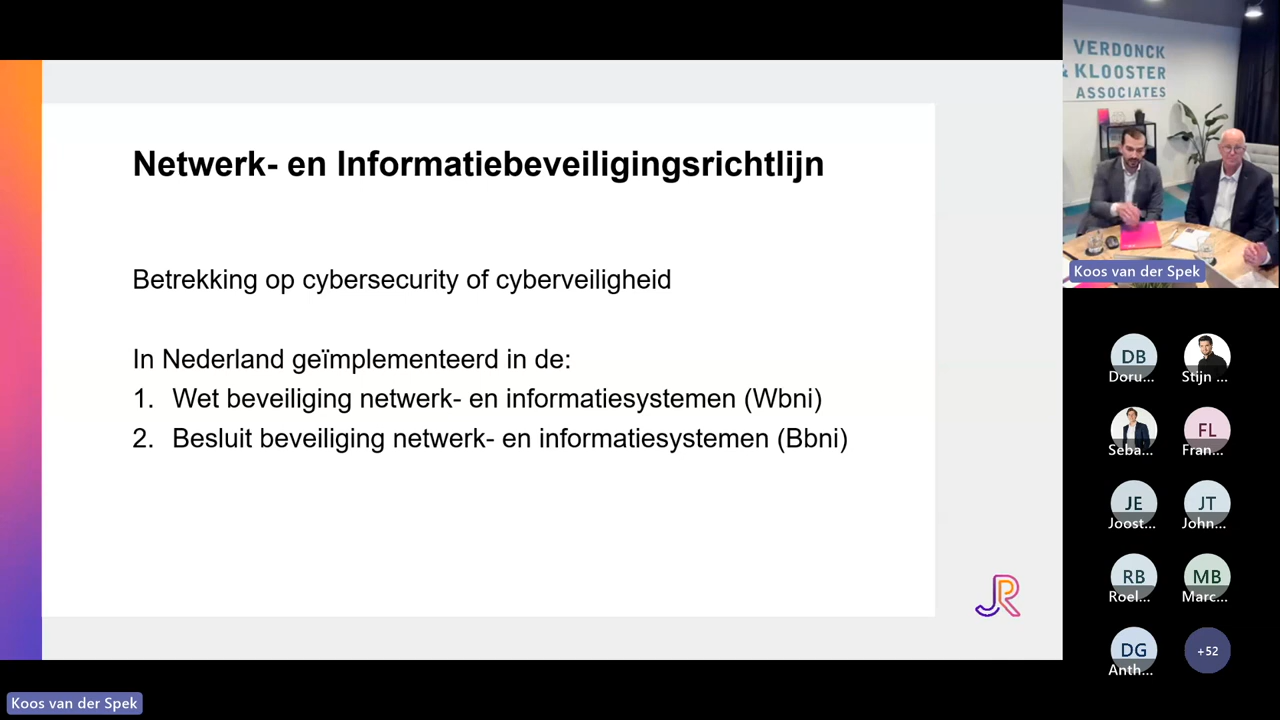 Netwerk- en Informatiebeveiligingsrichtlijn
Betrekking op cybersecurity of cyberveiligheid
In Nederland geïmplementeerd in de:
1. Wet beveiliging netwerk- en informatiesystemen (Wbni)
2. Besluit beveiliging netwerk- en informatiesystemen (Bbni)
JR
Koos van der Spek
VERDONCK
& KLOOSTER
ASSOCIATES
Koos van der Spek
DB
Doru...
Stijn ...
Seba...
FL
Fran...
JE
Joost...
JT
John...
RB
Roel...
MB
Marc...
DG
Anth...
+52